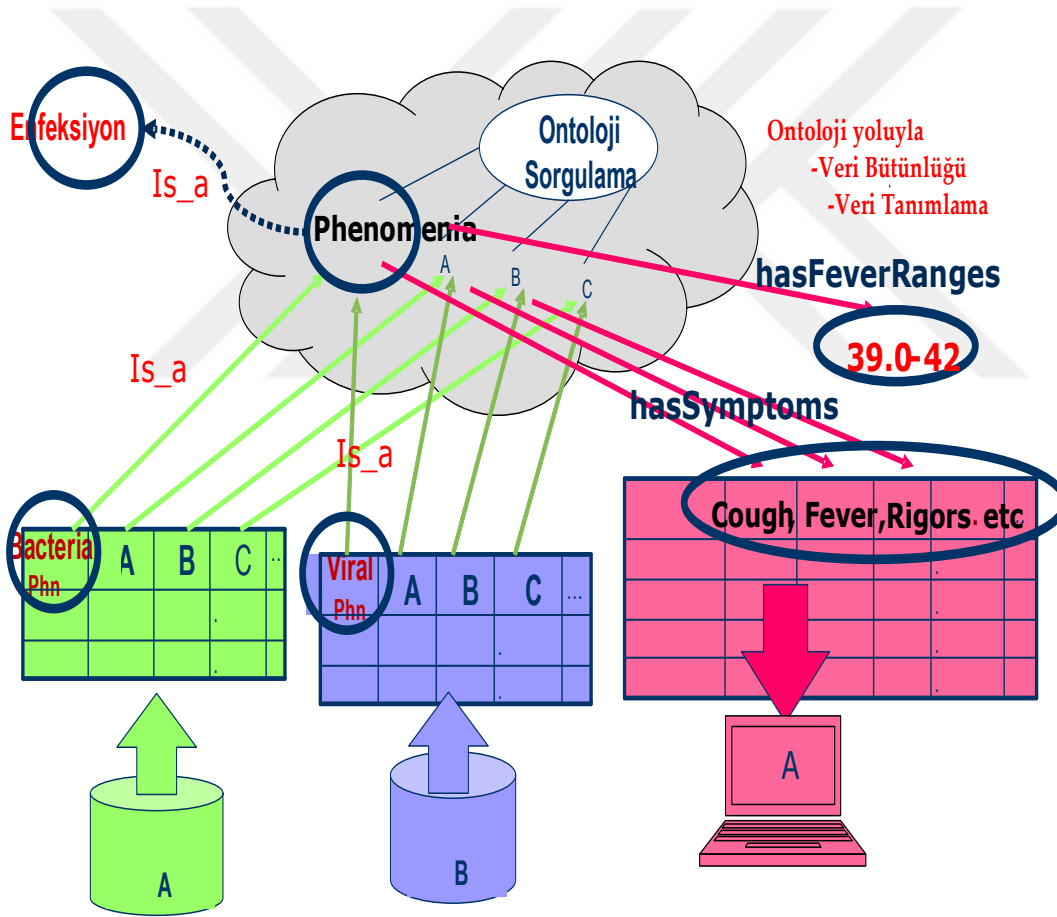 Enfeksiyon
Is_a
Ontoloji
Sorgulama
Ontoloji yoluyla
-Veri Bütünlüğü
-Veri Tanımlama
Phenomenia
A
B
C
hasFeverRanges
39.0-42
Is_a
hasSymptoms
Is_a
Bacteria
Phn
A
B
C
...
Viral
Phn
A
B
C
...
Cough, Fever,Rigors. etc
A
A
B